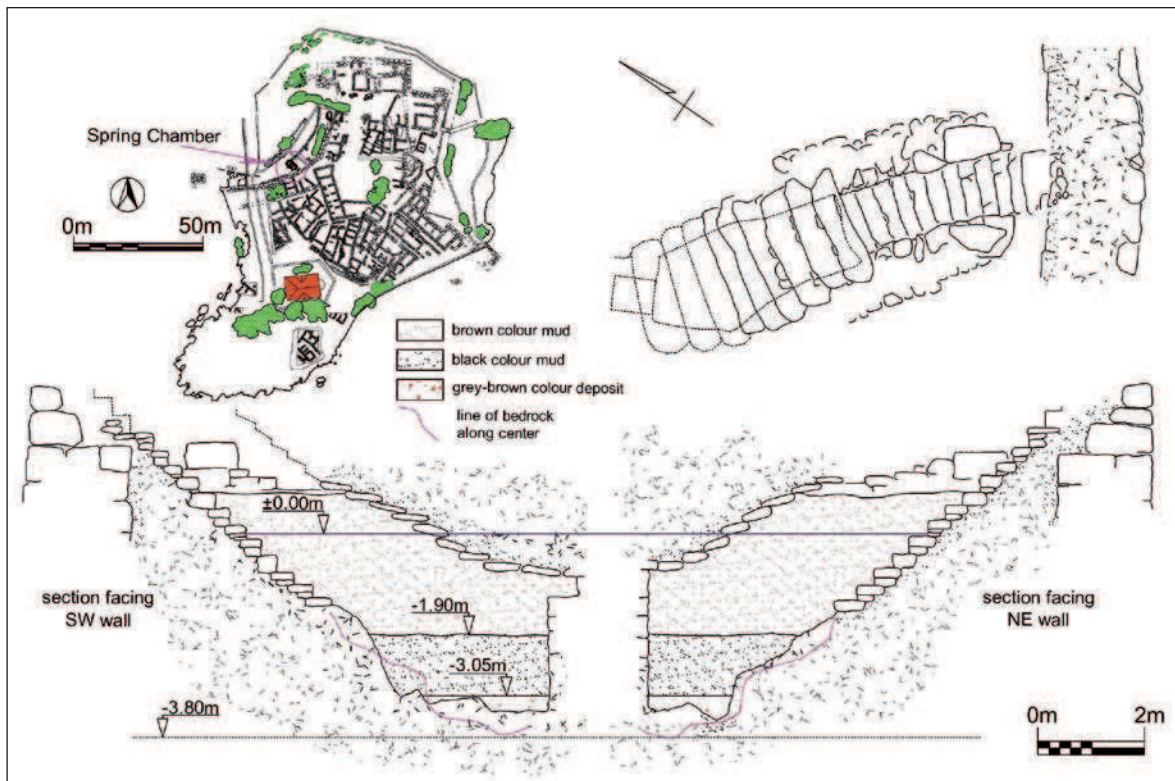 Spring Chamber
0m 50m
brown colour mud
black colour mud
grey-brown colour deposit
line of bedrock
along center
±0.00m
section facing
SW wall
-1.90m
-3.05m
-3.80m
section facing
NE wall
0m 2m